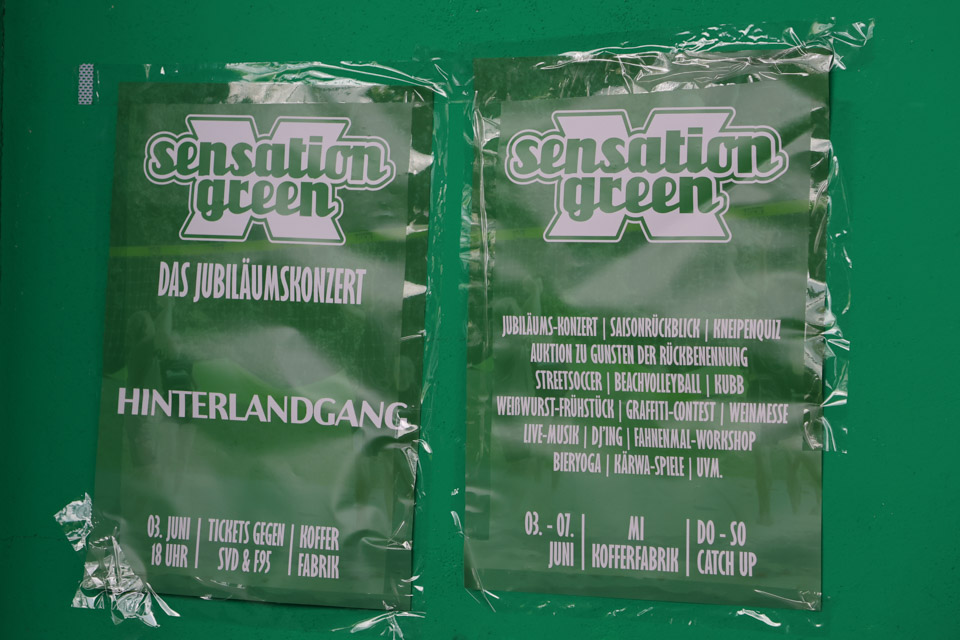 sensation
green
DAS JUBILÄUMSKONZERT
HINTERLANDGANG
03. JUNI | TICKETS GEGEN | KOFFER
18 UHR | SVD & F95 | FABRIK
sensation
green
JUBILÄUMS-KONZERT | SAISONRÜCKBLICK | KNEIPENQUIZ
AUKTION ZU GUNSTEN DER RÜCKBENENNUNG
STREETSOCCER | BEACHVOLLEYBALL | KUBB
WEIẞWURST-FRÜHSTÜCK | GRAFFITI-CONTEST | WEINMESSE
LIVE-MUSIK | DJ'ING | FAHNENMAL-WORKSHOP
BIERYOGA | KÄRWA-SPIELE | UVM.
03. - 07. | MI | DO - SO
JUNI | KOFFERFABRIK | CATCH UP